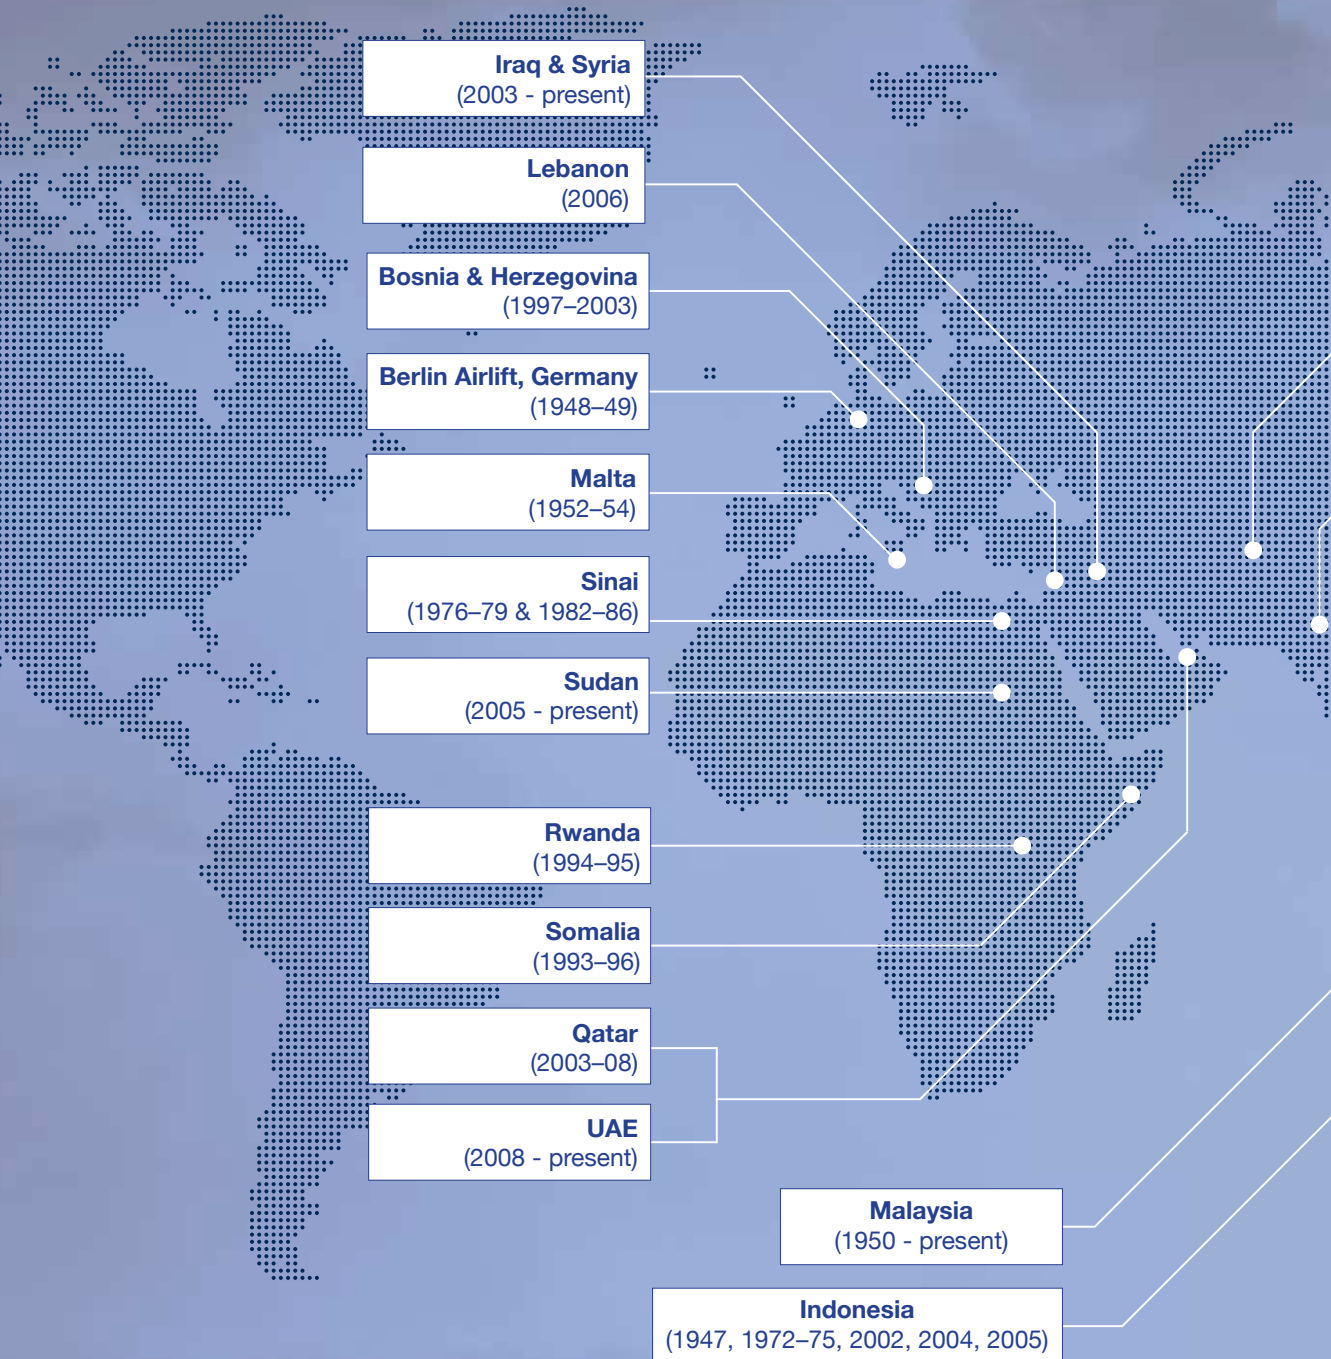 Iraq & Syria
(2003 - present)
Lebanon
(2006)
Bosnia & Herzegovina
(1997–2003)
Berlin Airlift, Germany
(1948–49)
Malta
(1952–54)
Sinai
(1976–79 & 1982–86)
Sudan
(2005 - present)
Rwanda
(1994–95)
Somalia
(1993–96)
Qatar
(2003–08)
UAE
(2008 - present)
Malaysia
(1950 - present)
Indonesia
(1947, 1972–75, 2002, 2004, 2005)